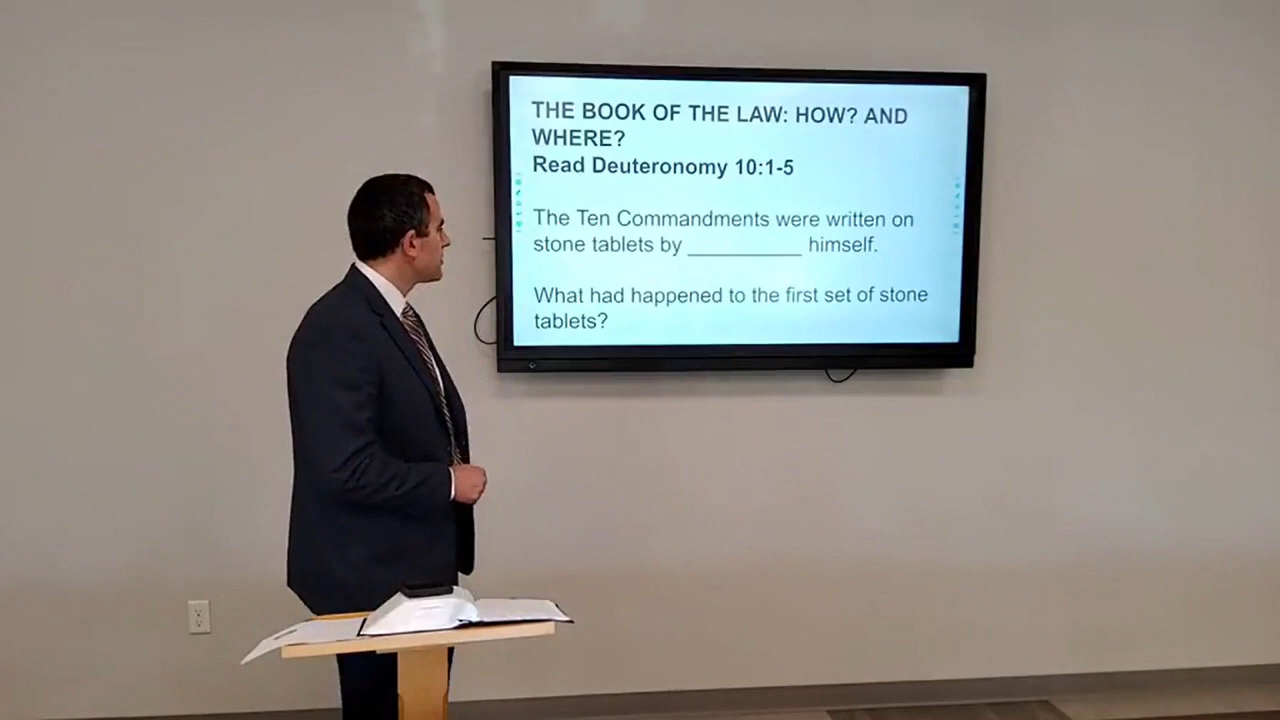 THE BOOK OF THE LAW: HOW? AND
WHERE?
Read Deuteronomy 10:1-5
The Ten Commandments were written on
stone tablets by __________ himself.
What had happened to the first set of stone
tablets?